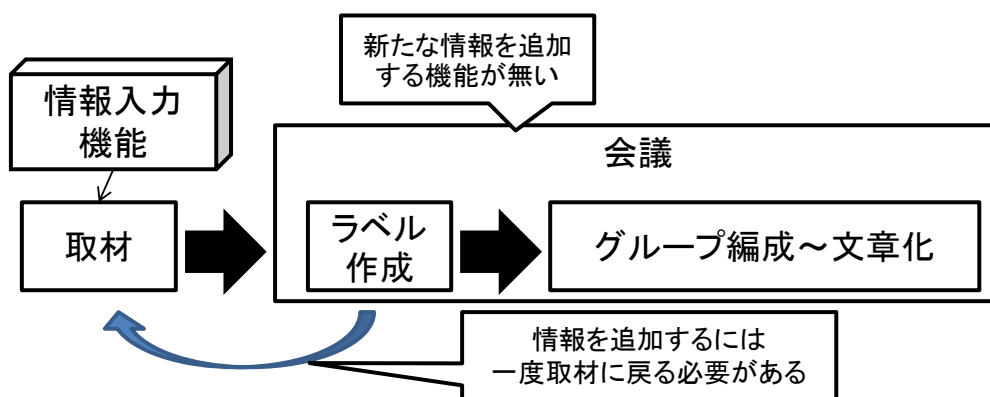 新たな情報を追加
する機能が無い
情報入力
機能
会議
取材
ラベル
作成
グループ編成~文章化
情報を追加するには
一度取材に戻る必要がある